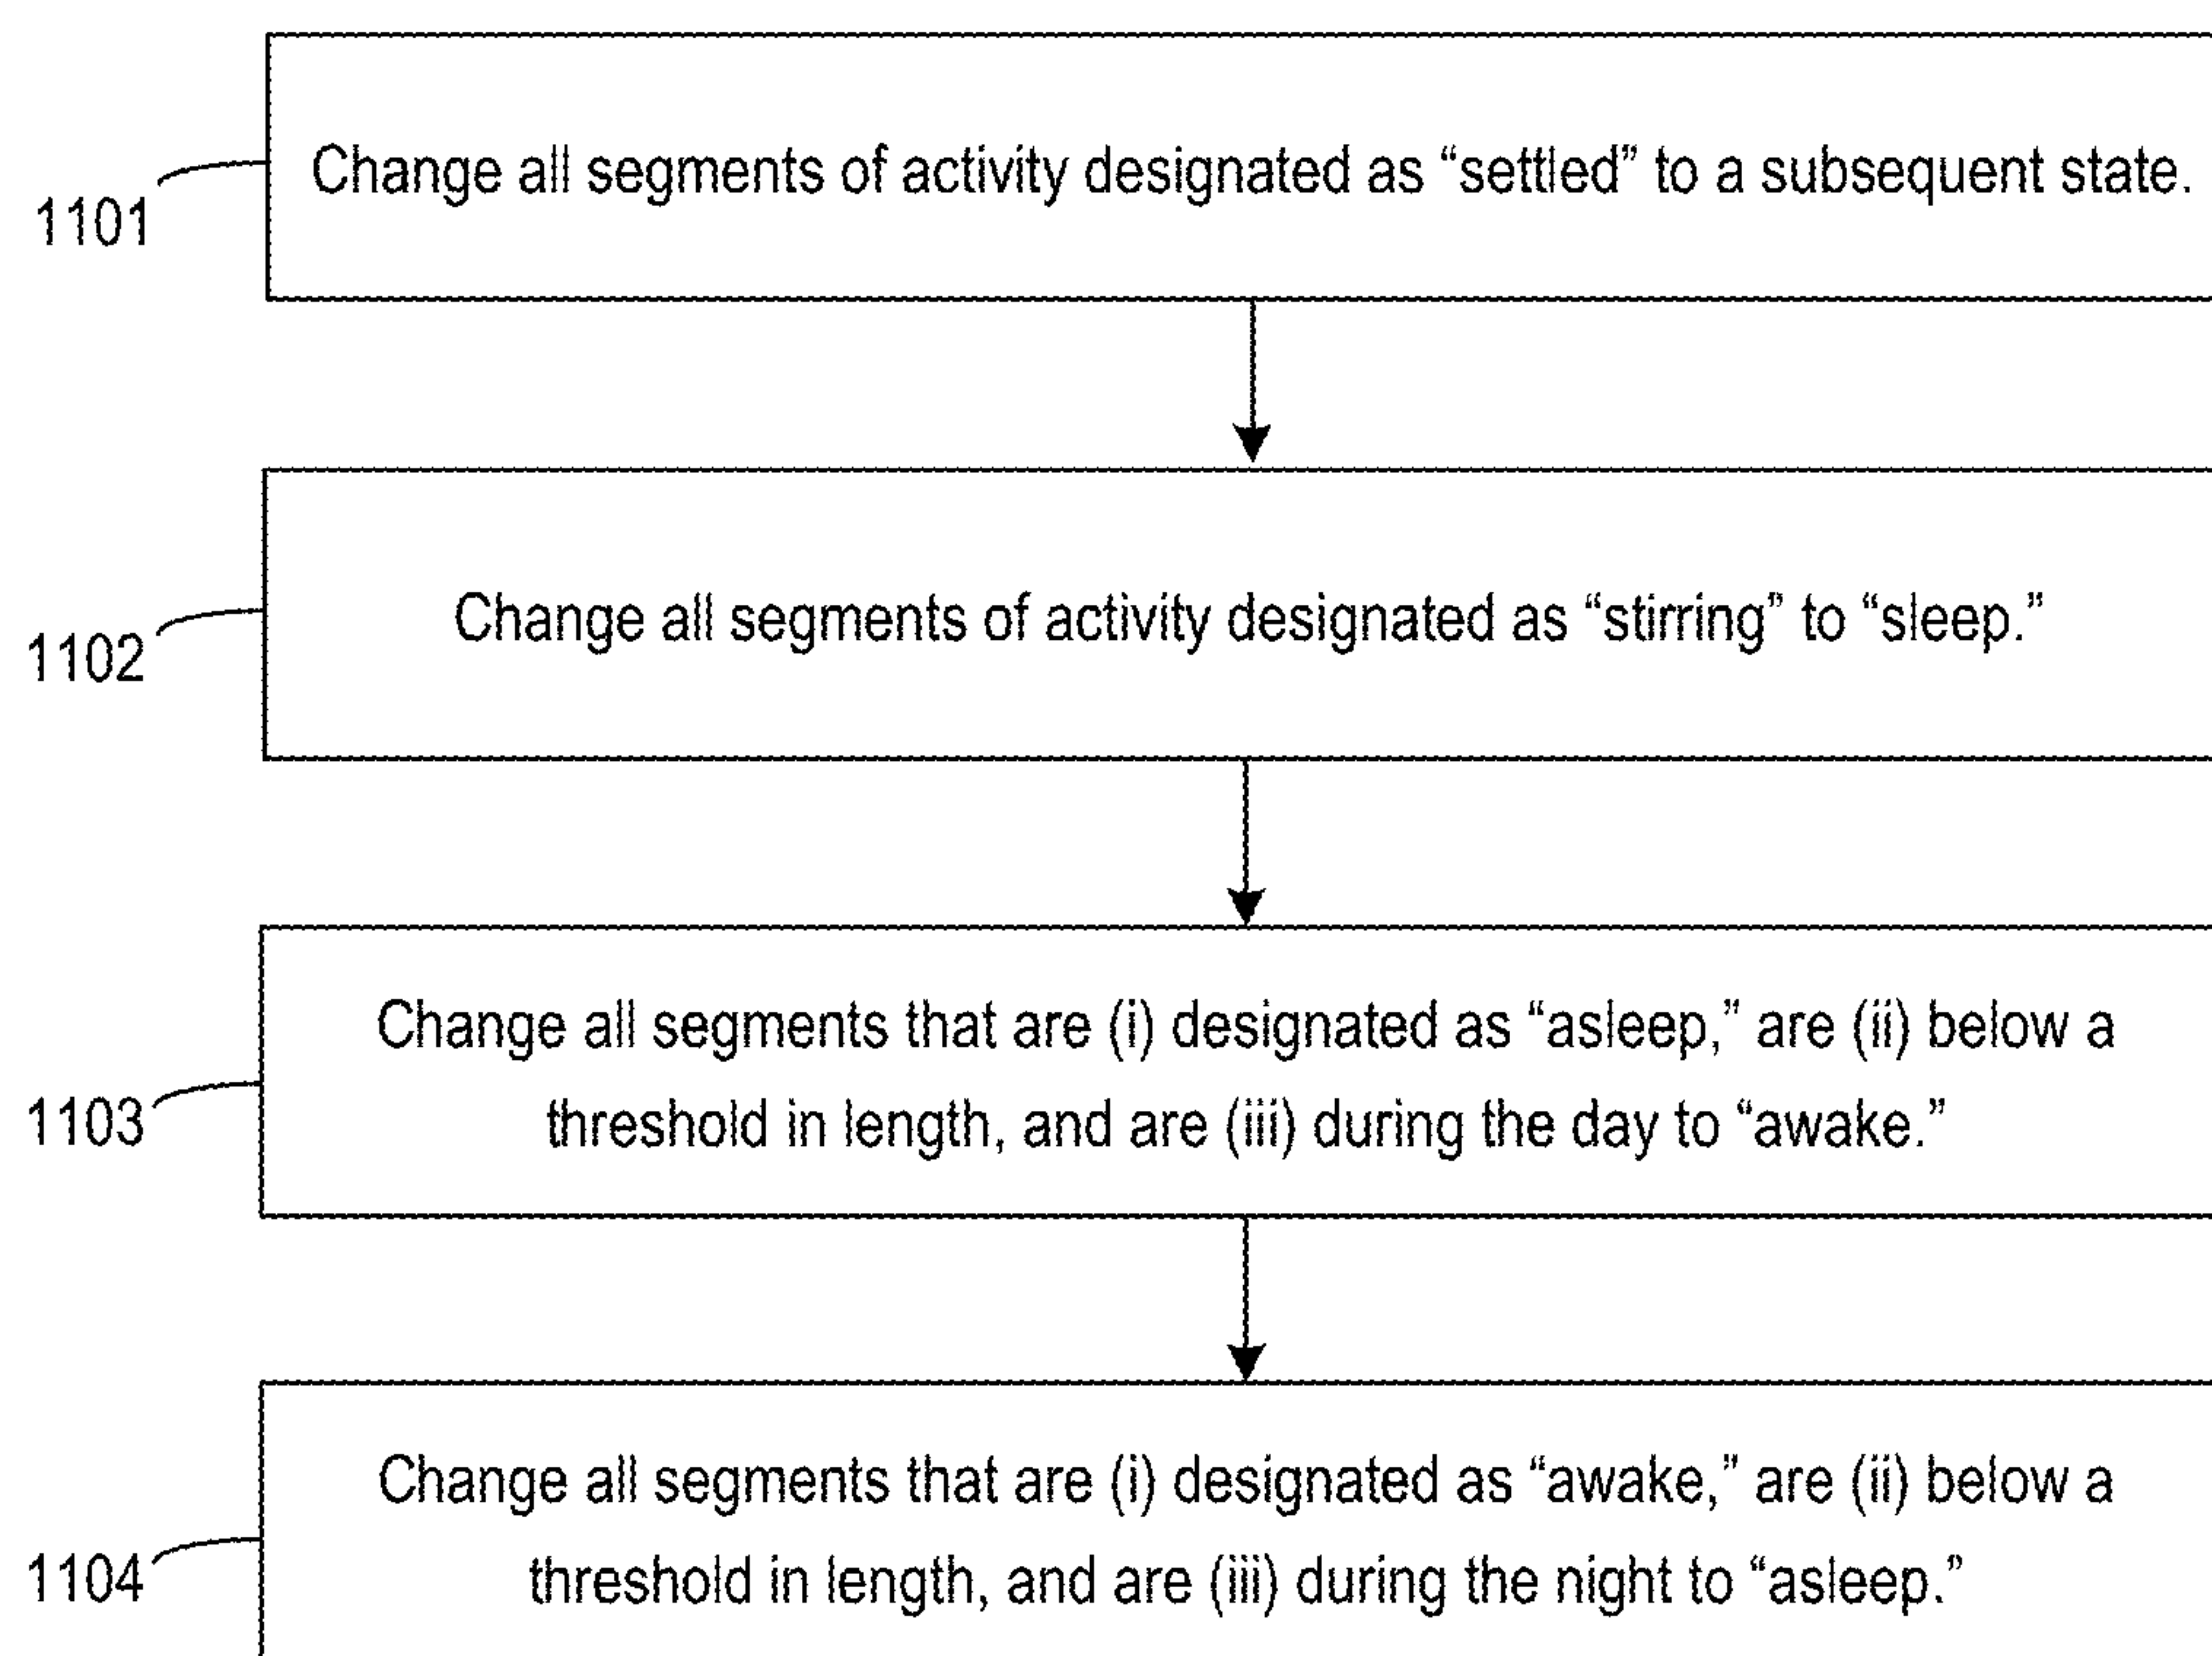 Change all segments of activity designated as “settled” to a subsequent state.
1101
Change all segments of activity designated as “stirring” to “sleep.”
1102
Change all segments that are (i) designated as “asleep,” are (ii) below a
threshold in length, and are (iii) during the day to “awake.”
1103
Change all segments that are (i) designated as “awake,” are (ii) below a
threshold in length, and are (iii) during the night to “asleep.”
1104